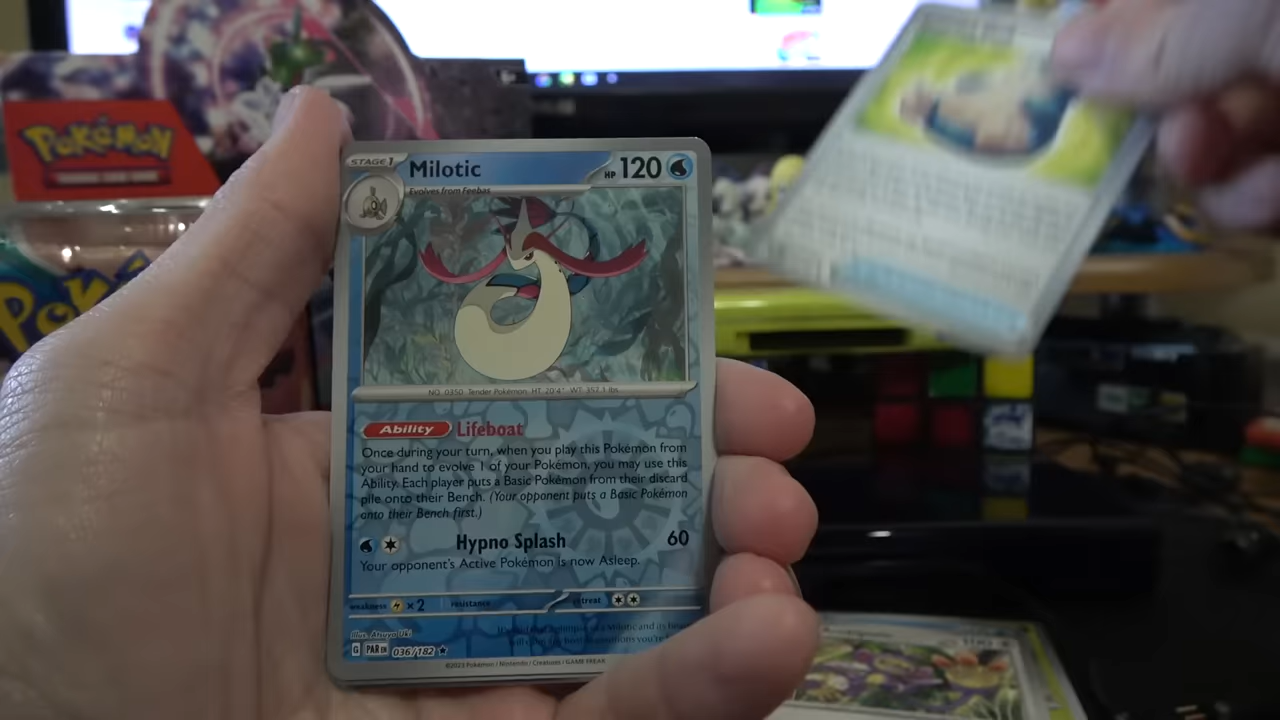 Pokémon
Poké
STAGE 1
Milotic
HP 120
Evolves from Feebas
NO. 0350 Tender Pokémon HT: 20'4" WT: 357.1 lbs.
Ability Lifeboat
Once during your turn, when you play this Pokémon from
your hand to evolve 1 of your Pokémon, you may use this
Ability. Each player puts a Basic Pokémon from their discard
pile onto their Bench. (Your opponent puts a Basic Pokémon
onto their Bench first.)
Hypno Splash 60
Your opponent's Active Pokémon is now Asleep.
weakness ×2 resistance retreat
Illus. Atsuya Uki
G PAR EN 036/182
©2023 Pokémon / Nintendo / Creatures / GAME FREAK